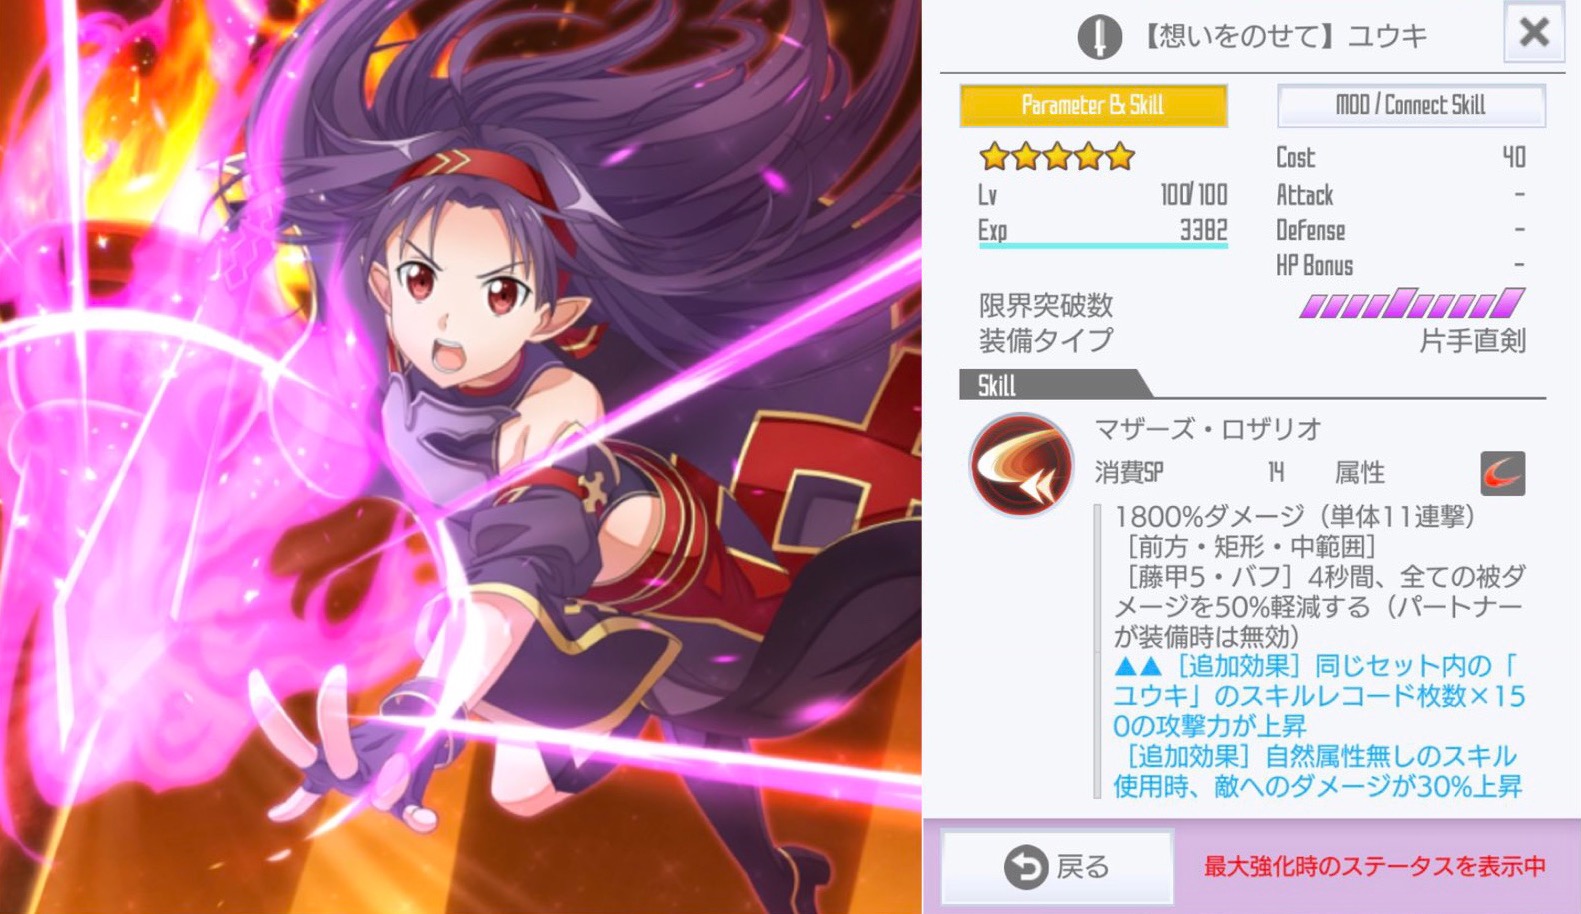 【想いをのせて】ユウキ
Parameter & Skill
MOD / Connect Skill
Cost 40
Lv 100/100
Attack -
Exp 3382
Defense -
HP Bonus -
限界突破数
装備タイプ 片手直剣
Skill
マザーズ・ロザリオ
消費SP 14 属性
1800%ダメージ（単体11連撃）
［前方・矩形・中範囲］
［藤甲5・バフ］4秒間、全ての被ダ
メージを50%軽減する（パートナー
が装備時は無効）
▲▲［追加効果］同じセット内の「
ユウキ」のスキルレコード枚数×15
0の攻撃力が上昇
［追加効果］自然属性無しのスキル
使用時、敵へのダメージが30%上昇
戻る
最大強化時のステータスを表示中